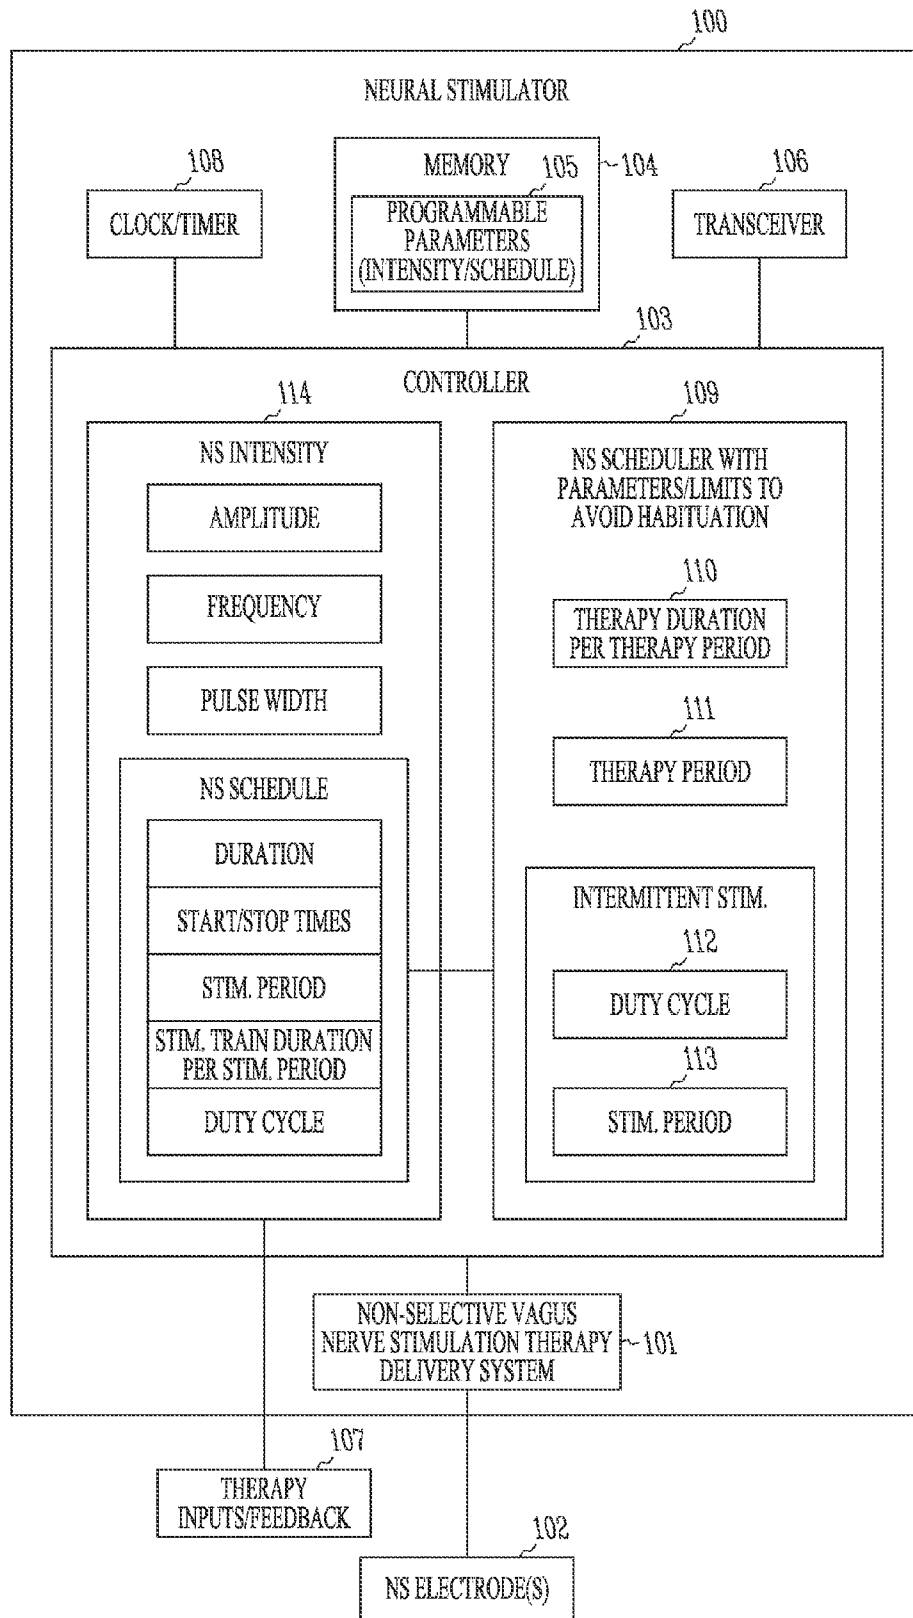 100
NEURAL STIMULATOR
108
CLOCK/TIMER
MEMORY
104
105
PROGRAMMABLE
PARAMETERS
(INTENSITY/SCHEDULE)
106
TRANSCEIVER
103
CONTROLLER
114
NS INTENSITY
AMPLITUDE
FREQUENCY
PULSE WIDTH
NS SCHEDULE
DURATION
START/STOP TIMES
STIM. PERIOD
STIM. TRAIN DURATION
PER STIM. PERIOD
DUTY CYCLE
109
NS SCHEDULER WITH
PARAMETERS/LIMITS TO
AVOID HABITUATION
110
THERAPY DURATION
PER THERAPY PERIOD
111
THERAPY PERIOD
INTERMITTENT STIM.
112
DUTY CYCLE
113
STIM. PERIOD
NON-SELECTIVE VAGUS
NERVE STIMULATION THERAPY
DELIVERY SYSTEM
101
107
THERAPY
INPUTS/FEEDBACK
102
NS ELECTRODE(S)